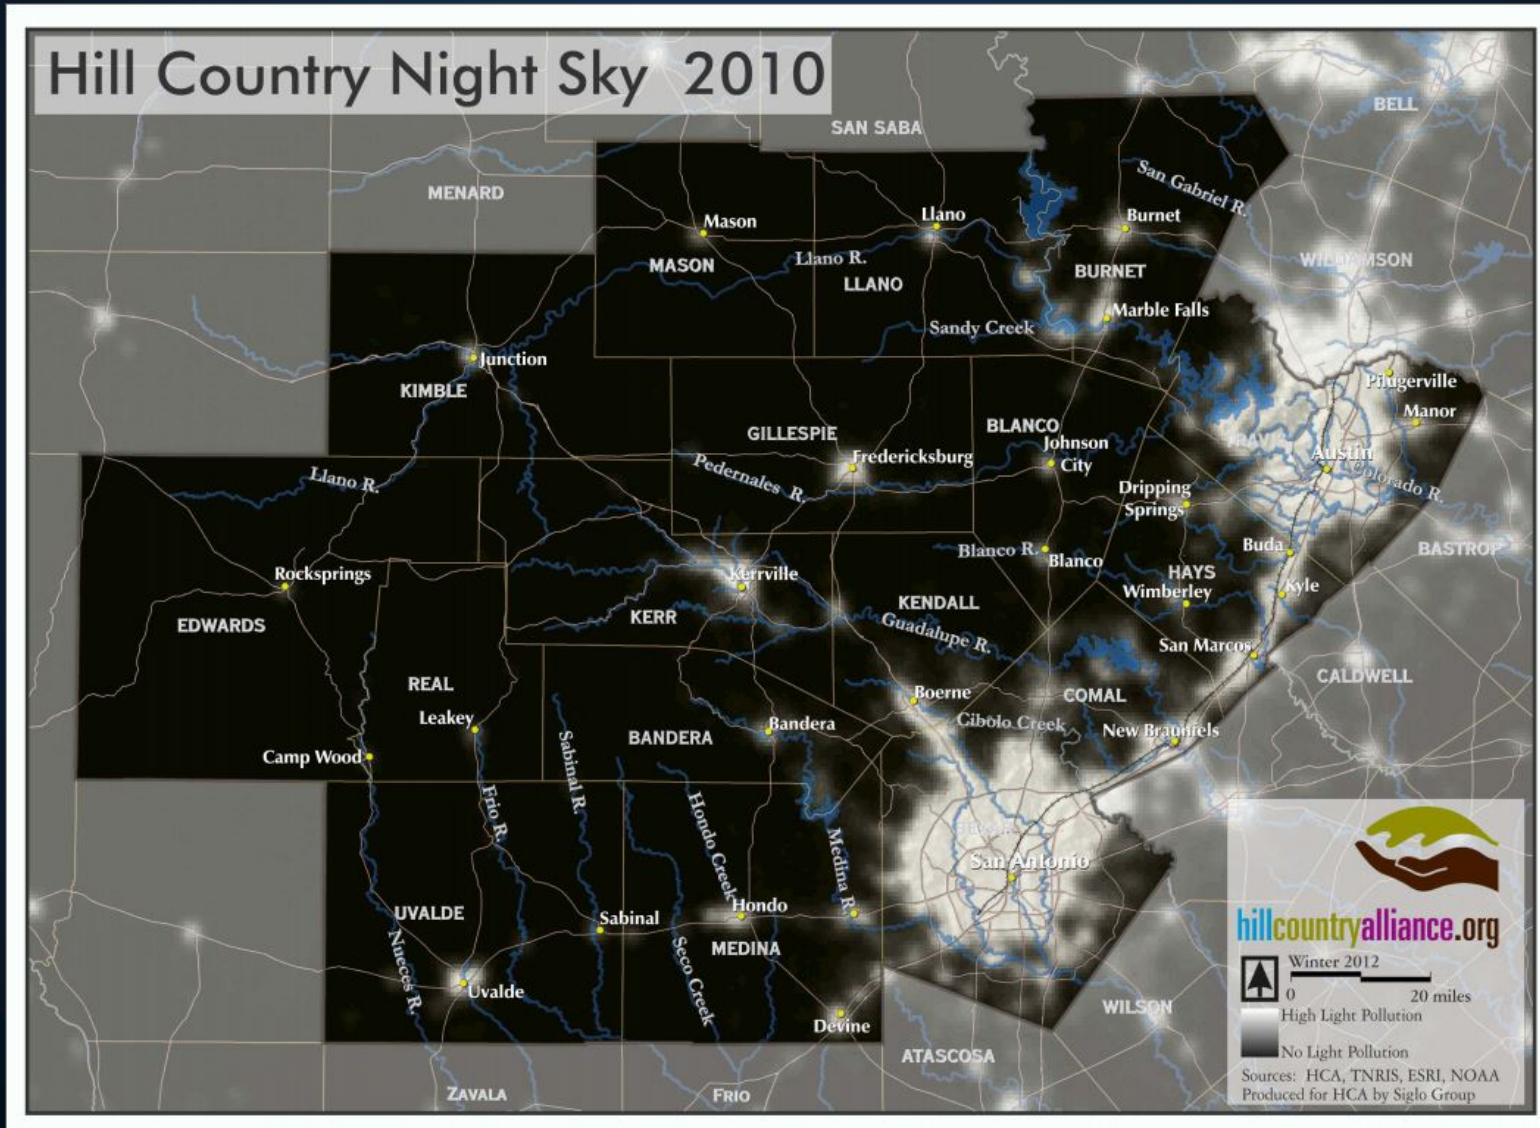 Hill Country Night Sky 2010
BELL
SAN SABA
MENARD
San Gabriel R.
Mason
Llano
Burnet
MASON
Llano R.
LLANO
BURNET
WILLIAMSON
Marble Falls
Sandy Creek
Junction
KIMBLE
Pflugerville
Manor
GILLESPIE
BLANCO
Johnson
City
TRAVIS
Austin
Fredericksburg
Pedernales R.
Llano R.
Dripping
Springs
Colorado R.
Buda
BASTROP
Blanco R.
Blanco
Rocksprings
Kerrville
HAYS
Wimberley
Kyle
EDWARDS
KERR
KENDALL
Guadalupe R.
San Marcos
CALDWELL
REAL
Leakey
Boerne
COMAL
Cibolo Creek
New Braunfels
Bandera
BANDERA
Camp Wood
Sabinal R.
Frio R.
Hondo Creek
Medina R.
San Antonio
UVALDE
Sabinal
Hondo
MEDINA
Nueces R.
Seco Creek
Uvalde
Devine
WILSON
ATASCOSA
ZAVALA
FRIO
hillcountryalliance.org
Winter 2012
0 20 miles
High Light Pollution
No Light Pollution
Sources: HCA, TNRIS, ESRI, NOAA
Produced for HCA by Siglo Group